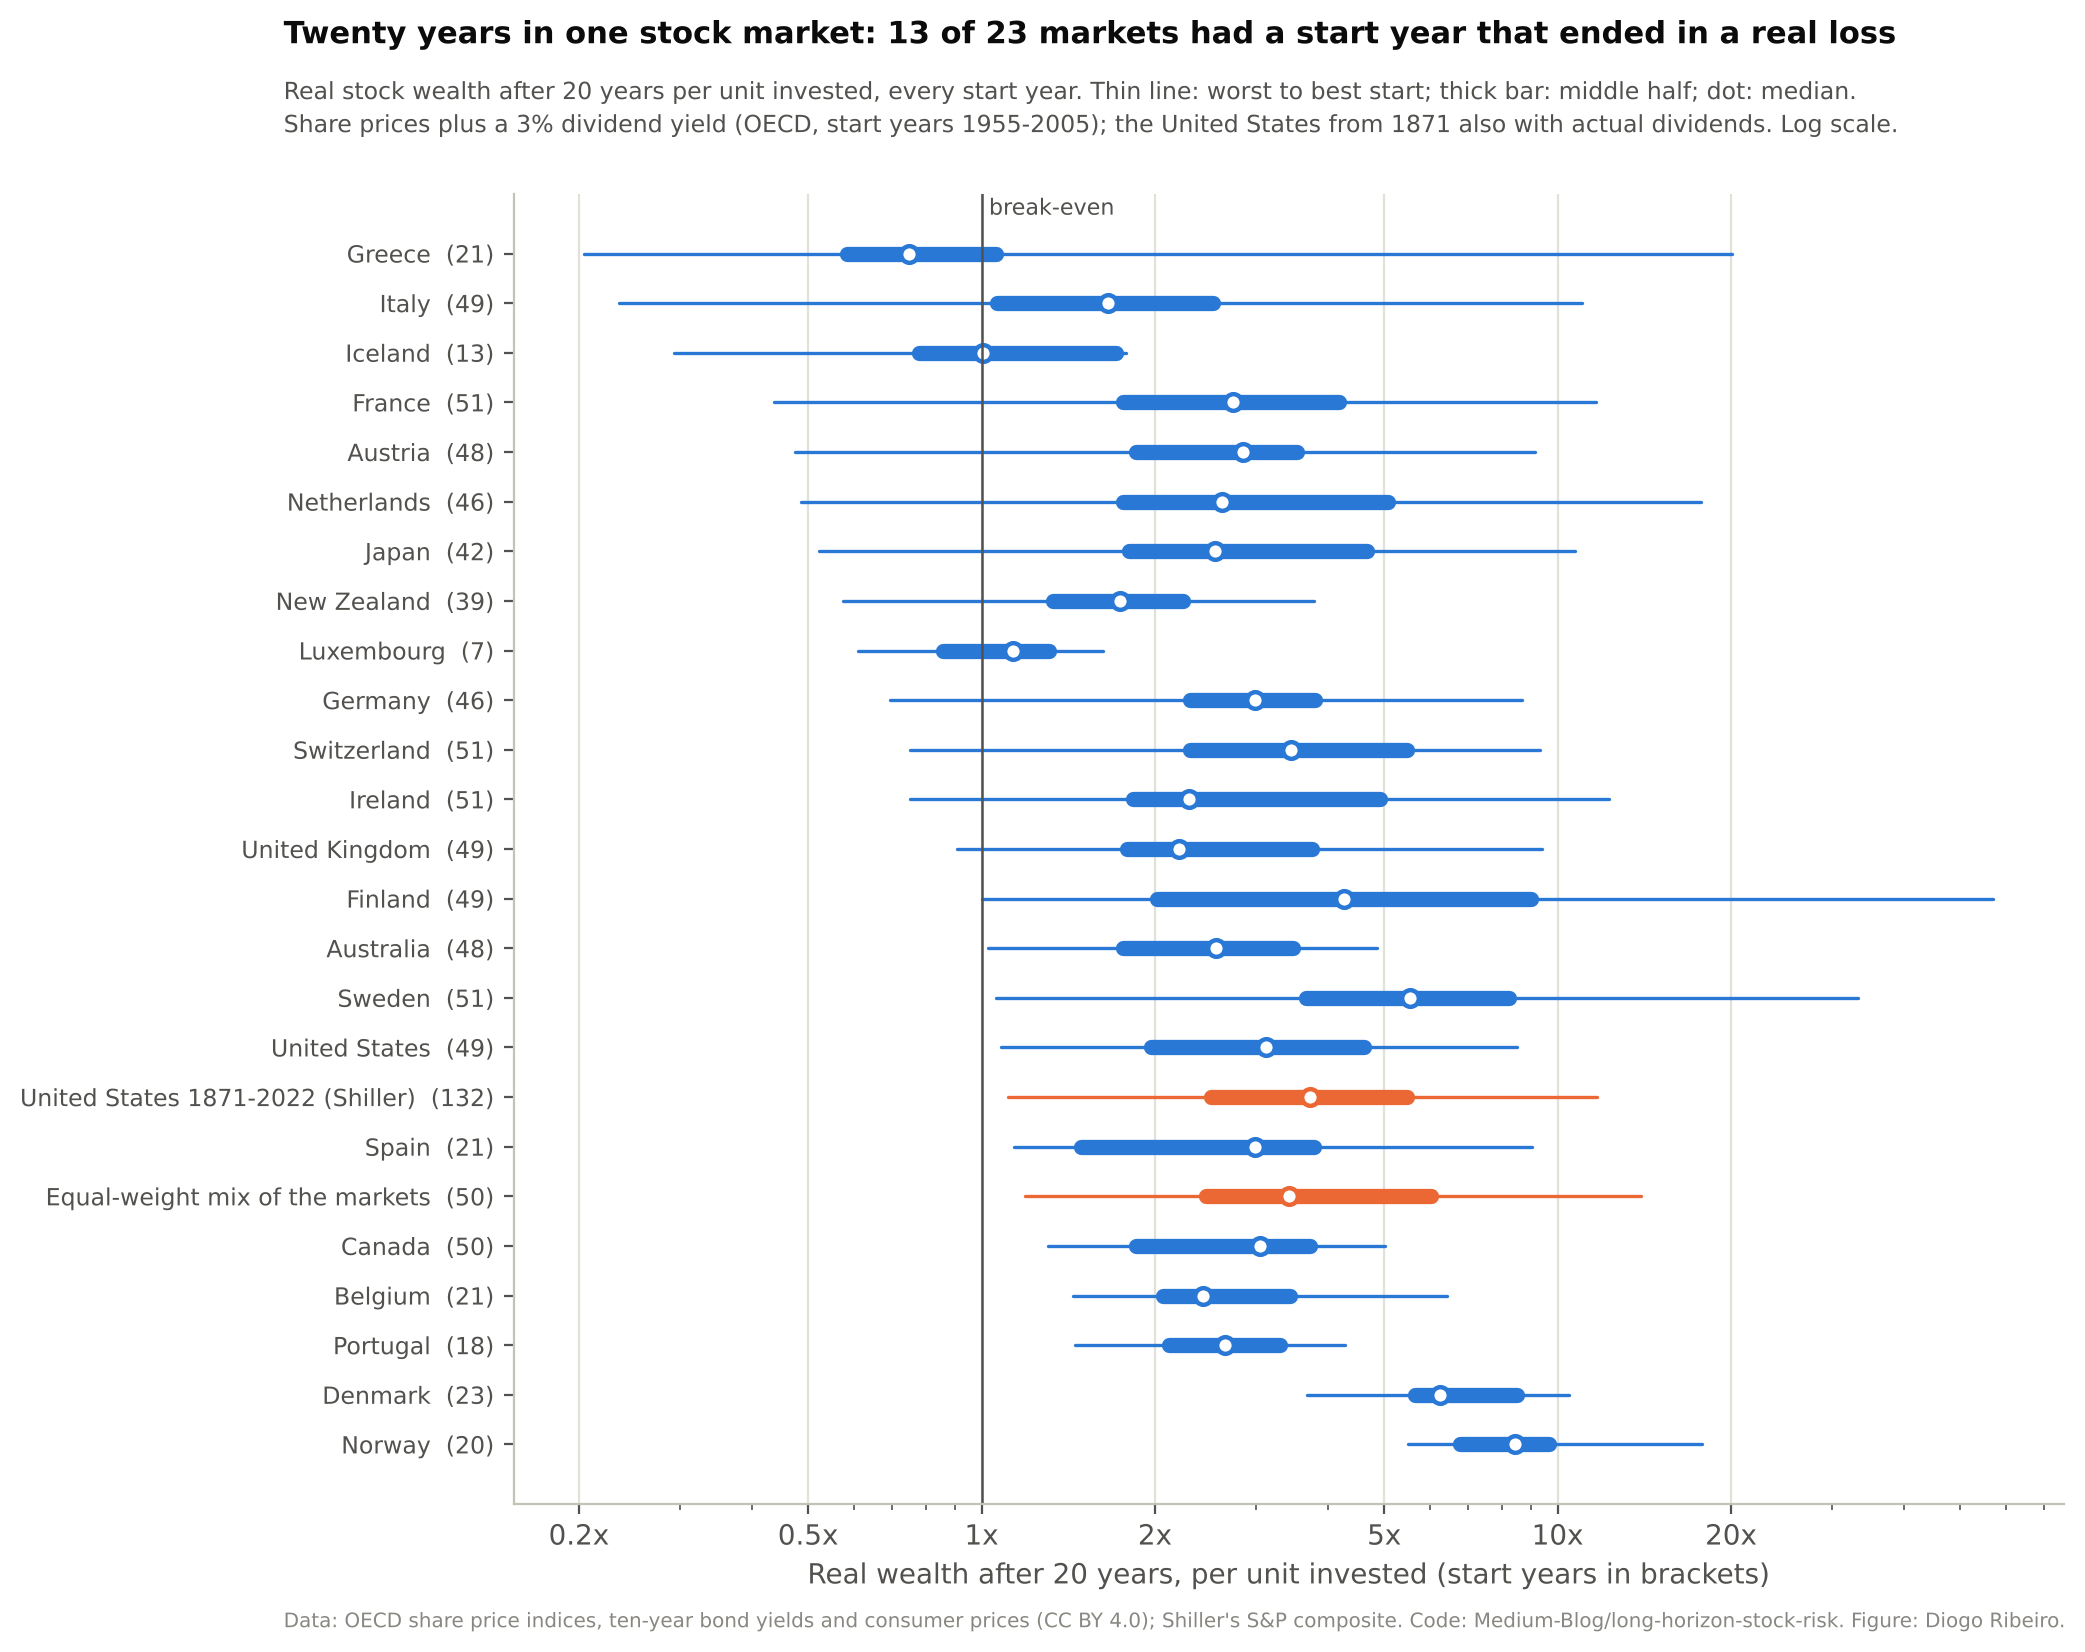 Twenty years in one stock market: 13 of 23 markets had a start year that ended in a real loss
Real stock wealth after 20 years per unit invested, every start year. Thin line: worst to best start; thick bar: middle half; dot: median.
Share prices plus a 3% dividend yield (OECD, start years 1955-2005); the United States from 1871 also with actual dividends. Log scale.
break-even
Greece (21)
Italy (49)
Iceland (13)
France (51)
Austria (48)
Netherlands (46)
Japan (42)
New Zealand (39)
Luxembourg (7)
Germany (46)
Switzerland (51)
Ireland (51)
United Kingdom (49)
Finland (49)
Australia (48)
Sweden (51)
United States (49)
United States 1871-2022 (Shiller) (132)
Spain (21)
Equal-weight mix of the markets (50)
Canada (50)
Belgium (21)
Portugal (18)
Denmark (23)
Norway (20)
0.2x 0.5x 1x 2x 5x 10x 20x
Real wealth after 20 years, per unit invested (start years in brackets)
Data: OECD share price indices, ten-year bond yields and consumer prices (CC BY 4.0); Shiller's S&P composite. Code: Medium-Blog/long-horizon-stock-risk. Figure: Diogo Ribeiro.